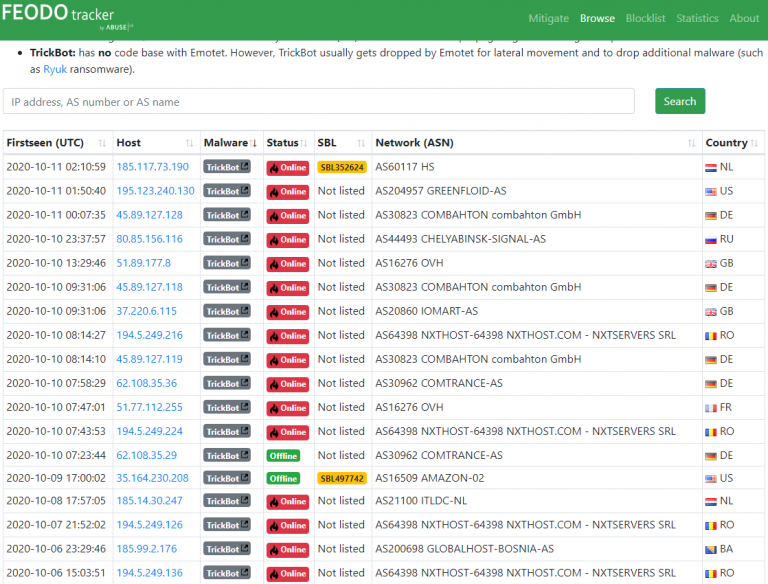 FEODO tracker
by ABUSE
Mitigate Browse Blocklist Statistics About
• TrickBot: has no code base with Emotet. However, TrickBot usually gets dropped by Emotet for lateral movement and to drop additional malware (such
as Ryuk ransomware).
IP address, AS number or AS name Search
Firstseen (UTC) Host Malware Status SBL Network (ASN) Country
2020-10-11 02:10:59 185.117.73.190 TrickBot Online SBL352624 AS60117 HS NL
2020-10-11 01:50:40 195.123.240.130 TrickBot Online Not listed AS204957 GREENFLOID-AS US
2020-10-11 00:07:35 45.89.127.128 TrickBot Online Not listed AS30823 COMBAHTON combahton GmbH DE
2020-10-10 23:37:57 80.85.156.116 TrickBot Online Not listed AS44493 CHELYABINSK-SIGNAL-AS RU
2020-10-10 13:29:46 51.89.177.8 TrickBot Online Not listed AS16276 OVH GB
2020-10-10 09:31:06 45.89.127.118 TrickBot Online Not listed AS30823 COMBAHTON combahton GmbH DE
2020-10-10 09:31:06 37.220.6.115 TrickBot Online Not listed AS20860 IOMART-AS GB
2020-10-10 08:14:27 194.5.249.216 TrickBot Online Not listed AS64398 NXTHOST-64398 NXTHOST.COM - NXTSERVERS SRL RO
2020-10-10 08:14:10 45.89.127.119 TrickBot Online Not listed AS30823 COMBAHTON combahton GmbH DE
2020-10-10 07:58:29 62.108.35.36 TrickBot Online Not listed AS30962 COMTRANCE-AS DE
2020-10-10 07:47:01 51.77.112.255 TrickBot Online Not listed AS16276 OVH FR
2020-10-10 07:43:53 194.5.249.224 TrickBot Online Not listed AS64398 NXTHOST-64398 NXTHOST.COM - NXTSERVERS SRL RO
2020-10-10 07:23:44 62.108.35.29 TrickBot Offline Not listed AS30962 COMTRANCE-AS DE
2020-10-09 17:00:02 35.164.230.208 TrickBot Offline SBL497742 AS16509 AMAZON-02 US
2020-10-08 17:57:05 185.14.30.247 TrickBot Online Not listed AS21100 ITLDC-NL NL
2020-10-07 21:52:02 194.5.249.126 TrickBot Online Not listed AS64398 NXTHOST-64398 NXTHOST.COM - NXTSERVERS SRL RO
2020-10-06 23:29:46 185.99.2.176 TrickBot Online Not listed AS200698 GLOBALHOST-BOSNIA-AS BA
2020-10-06 15:03:51 194.5.249.136 TrickBot Online Not listed AS64398 NXTHOST-64398 NXTHOST.COM - NXTSERVERS SRL RO